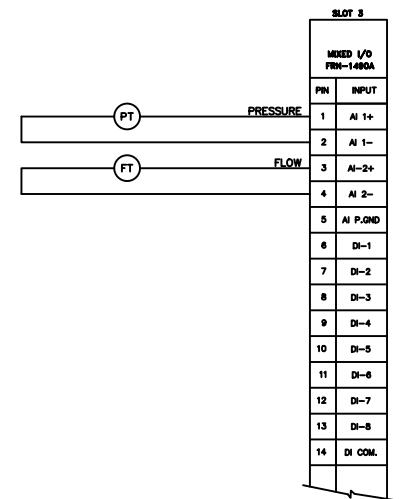 SLOT 3
MIXED I/O
FRN-1480A
PIN INPUT
PT PRESSURE 1 AI 1+
2 AI 1-
FT FLOW 3 AI-2+
4 AI 2-
5 AI P.GND
6 DI-1
7 DI-2
8 DI-3
9 DI-4
10 DI-5
11 DI-6
12 DI-7
13 DI-8
14 DI COM.